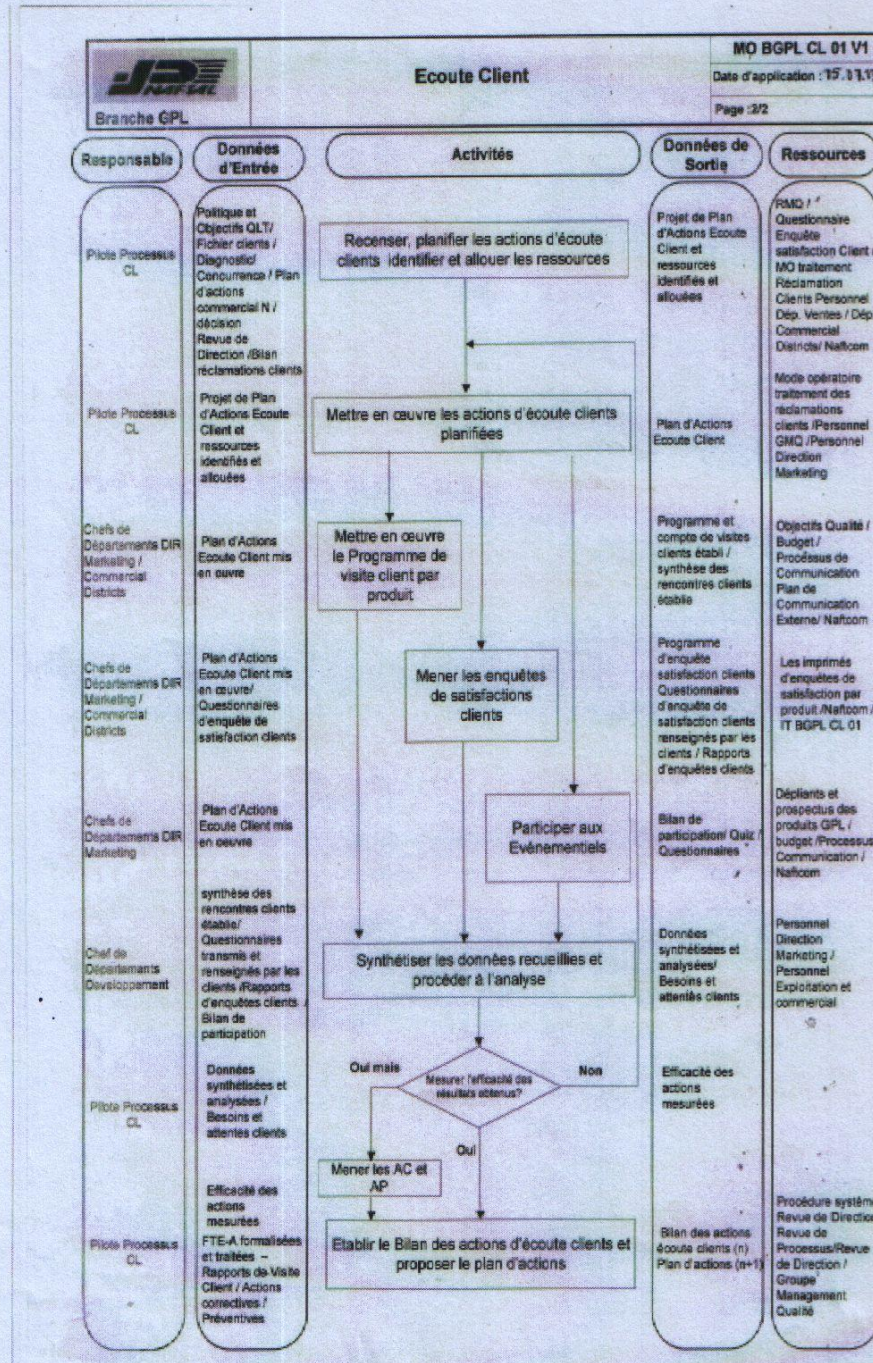 NAFTAL
Branche GPL
Ecoute Client
MO BGPL CL 01 V1
Date d'application :
Page :2/2
Responsable
Données
d'Entrée
Activités
Données de
Sortie
Ressources
Pilote Processus
CL
Politique et
Objectifs QLT/
Fichier clients /
Diagnostic/
Concurrence / Plan
d'actions
commercial N /
décision
Revue de
Direction /Bilan
réclamations clients
Recenser, planifier les actions d'écoute
clients identifier et allouer les ressources
Projet de Plan
d'Actions Ecoute
Client et
ressources
identifiés et
allouées
RMQ /
Questionnaire
Enquête
satisfaction Client
MO traitement
Réclamation
Clients Personnel
Dép. Ventes / Dép
Commercial
Districts/ Naftcom
Pilote Processus
CL
Projet de Plan
d'Actions Ecoute
Client et
ressources
identifiés et
allouées
Mettre en œuvre les actions d'écoute clients
planifiées
Plan d'Actions
Ecoute Client
Mode opératoire
traitement des
réclamations
clients /Personnel
GMQ /Personnel
Direction
Marketing
Chefs de
Départements DIR
Marketing /
Commercial
Districts
Plan d'Actions
Ecoute Client mis
en œuvre
Mettre en œuvre
le Programme de
visite client par
produit
Programme et
compte de visites
clients établi /
synthèse des
rencontres clients
établie
Objectifs Qualité /
Budget /
Processus de
Communication
Plan de
Communication
Externe/ Naftcom
Chefs de
Départements DIR
Marketing /
Commercial
Districts
Plan d'Actions
Ecoute Client mis
en œuvre/
Questionnaires
d'enquête de
satisfaction clients
Mener les enquêtes
de satisfactions
clients
Programme
d'enquête
satisfaction clients
Questionnaires
d'enquête de
satisfaction clients
renseignés par les
clients / Rapports
d'enquêtes clients
Les imprimés
d'enquêtes de
satisfaction par
produit /Naftcom /
IT BGPL CL 01
Chefs de
Départements DIR
Marketing
Plan d'Actions
Ecoute Client mis
en oeuvre
Participer aux
Evénementiels
Bilan de
participation/ Quiz /
Questionnaires
Dépliants et
prospectus des
produits GPL /
budget /Processus
Communication /
Naftcom
Chef de
Départements
Developpement
synthèse des
rencontres clients
établie/
Questionnaires
transmis et
renseignés par les
clients /Rapports
d'enquêtes clients /
Bilan de
participation
Synthétiser les données recueillies et
procéder à l'analyse
Données
synthétisées et
analysées/
Besoins et
attentes clients
Personnel
Direction
Marketing /
Personnel
Exploitation et
commercial
Pilote Processus
CL
Données
synthétisées et
analysées /
Besoins et
attentes clients
Oui mais
Mesurer l'efficacité des
résultats obtenus?
Non
Oui
Efficacité des
actions
mesurées
Mener les AC et
AP
Pilote Processus
CL
Efficacité des
actions
mesurées
FTE-A formalisées
et traitées –
Rapports de Visite
Client / Actions
correctives /
Préventives
Etablir le Bilan des actions d'écoute clients et
proposer le plan d'actions
Bilan des actions
écoute clients (n)
Plan d'actions (n+1)
Procédure système
Revue de Direction
Revue de
Processus/Revue
de Direction /
Groupe
Management
Qualité